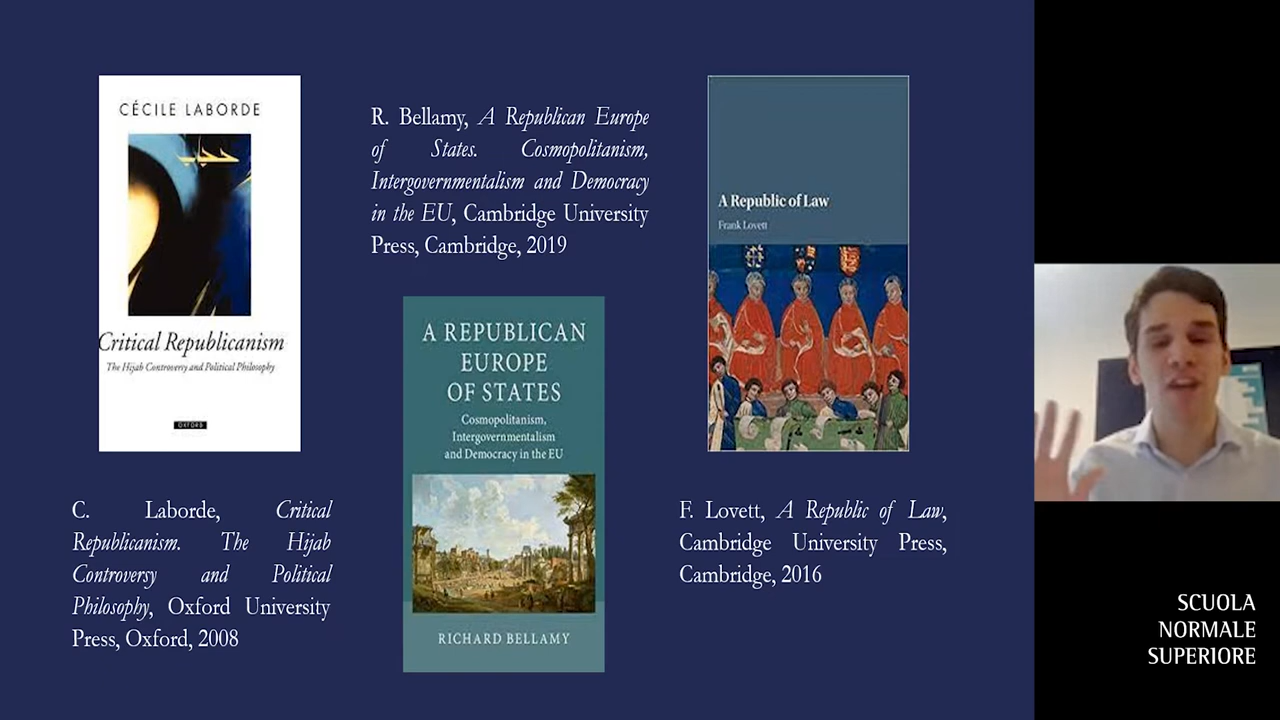 CÉCILE LABORDE
حجاب
Critical Republicanism
The Hijab Controversy and Political Philosophy
OXFORD
C. Laborde, Critical
Republicanism. The Hijab
Controversy and Political
Philosophy, Oxford University
Press, Oxford, 2008
R. Bellamy, A Republican Europe
of States. Cosmopolitanism,
Intergovernmentalism and Democracy
in the EU, Cambridge University
Press, Cambridge, 2019
A REPUBLICAN
EUROPE
OF STATES
Cosmopolitanism,
Intergovernmentalism
and Democracy in the EU
RICHARD BELLAMY
A Republic of Law
Frank Lovett
F. Lovett, A Republic of Law,
Cambridge University Press,
Cambridge, 2016
SCUOLA
NORMALE
SUPERIORE